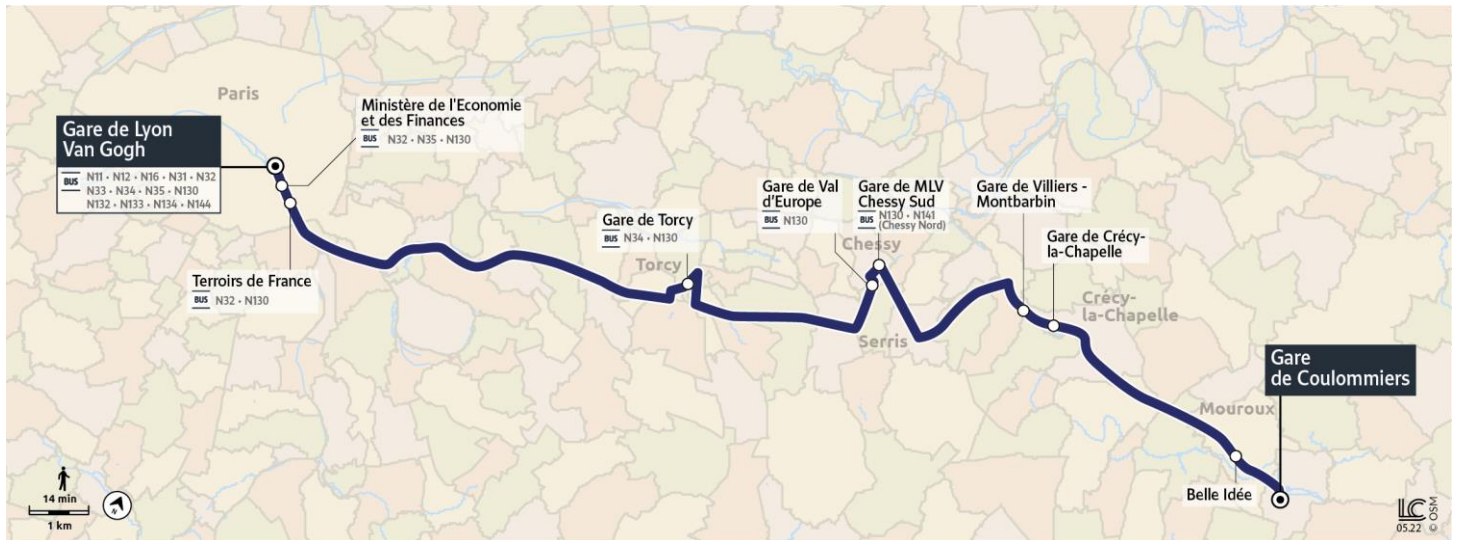 Paris
Gare de Lyon
Van Gogh
BUS
N11 • N12 • N16 • N31 • N32
N33 • N34 • N35 • N130
N132 • N133 • N134 • N144
Ministère de l'Economie
et des Finances
BUS N32 • N35 • N130
Terroirs de France
BUS N32 • N130
Gare de Torcy
BUS N34 • N130
Torcy
Gare de Val
d'Europe
BUS N130
Gare de MLV
Chessy Sud
BUS N130 • N141
(Chessy Nord)
Chessy
Serris
Gare de Villiers -
Montbarbin
Gare de Crécy-
la-Chapelle
Crécy-
la-Chapelle
Gare
de Coulommiers
Mouroux
Belle Idée
14 min
1 km
N
LC
05.22
© OSM